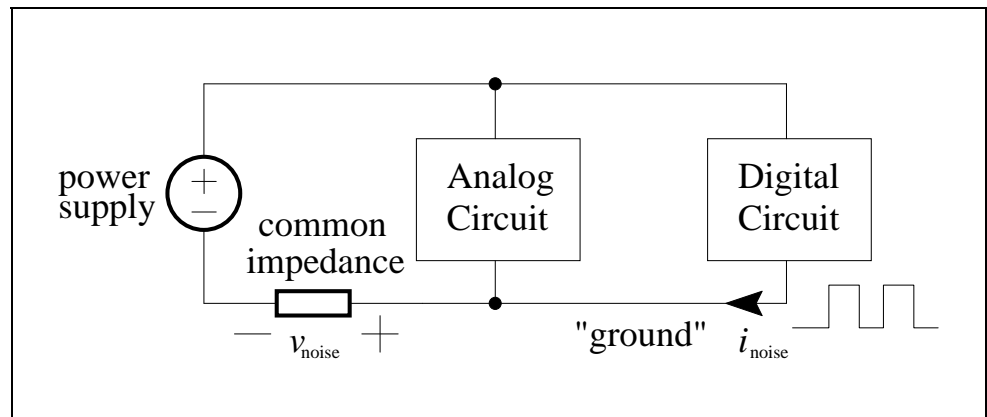 power
supply
+
−
common
impedance
− v_noise +
Analog
Circuit
Digital
Circuit
"ground"
i_noise